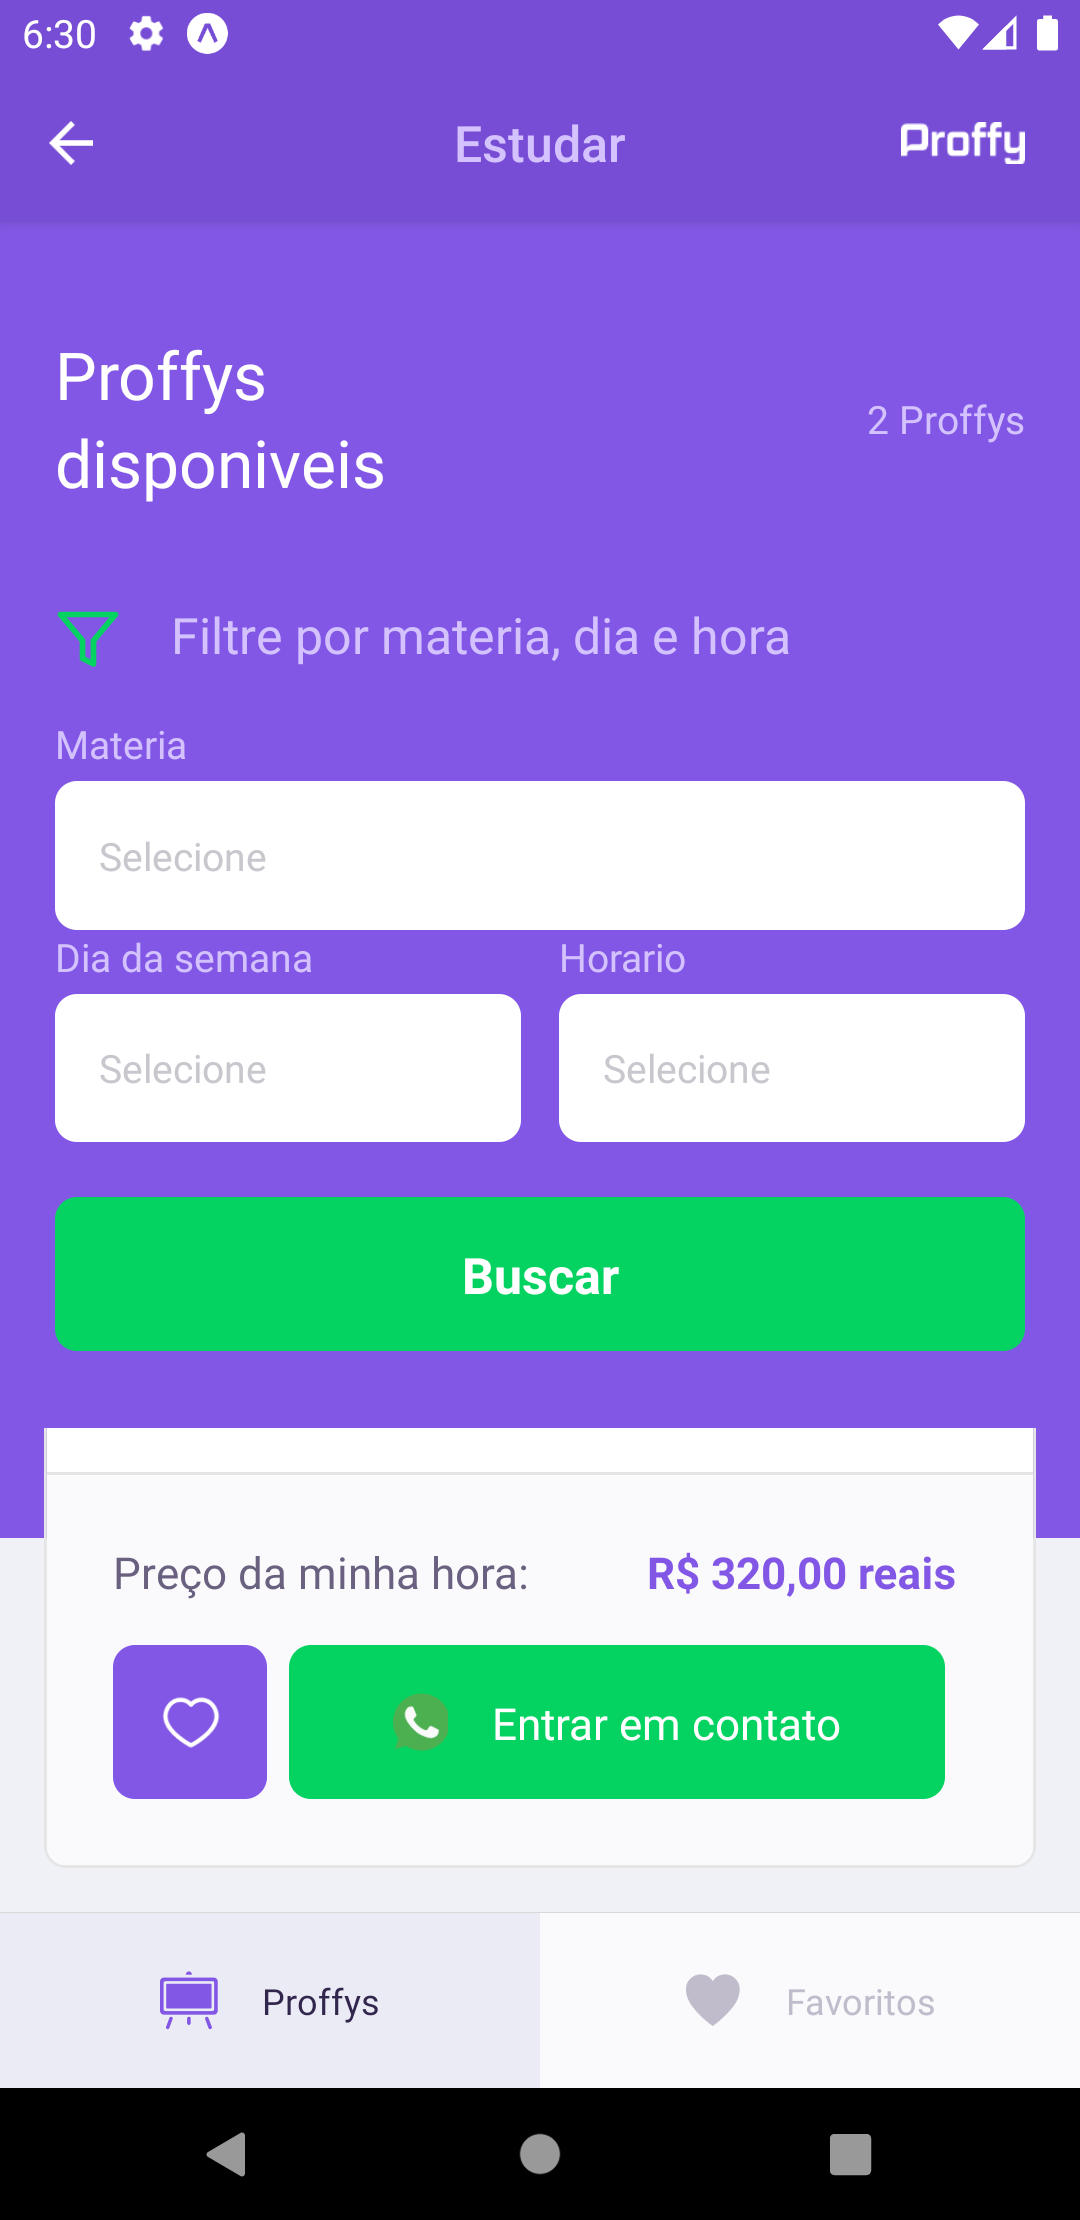 6:30
Estudar
Proffy
Proffys
disponiveis
2 Proffys
Filtre por materia, dia e hora
Materia
Selecione
Dia da semana
Horario
Selecione
Selecione
Buscar
Preço da minha hora:
R$ 320,00 reais
Entrar em contato
Proffys
Favoritos